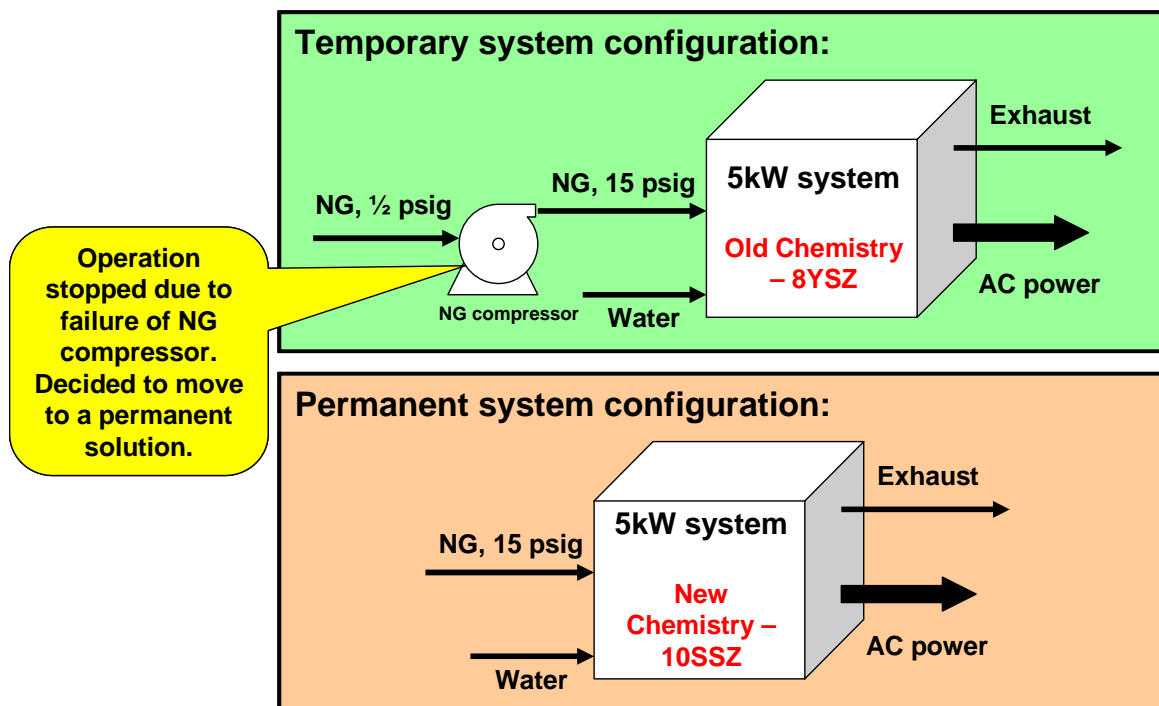 Temporary system configuration:
Exhaust
NG, 15 psig
5kW system
NG, ½ psig
Old Chemistry
– 8YSZ
AC power
NG compressor
Water
Operation
stopped due to
failure of NG
compressor.
Decided to move
to a permanent
solution.
Permanent system configuration:
Exhaust
5kW system
NG, 15 psig
New
Chemistry –
10SSZ
AC power
Water